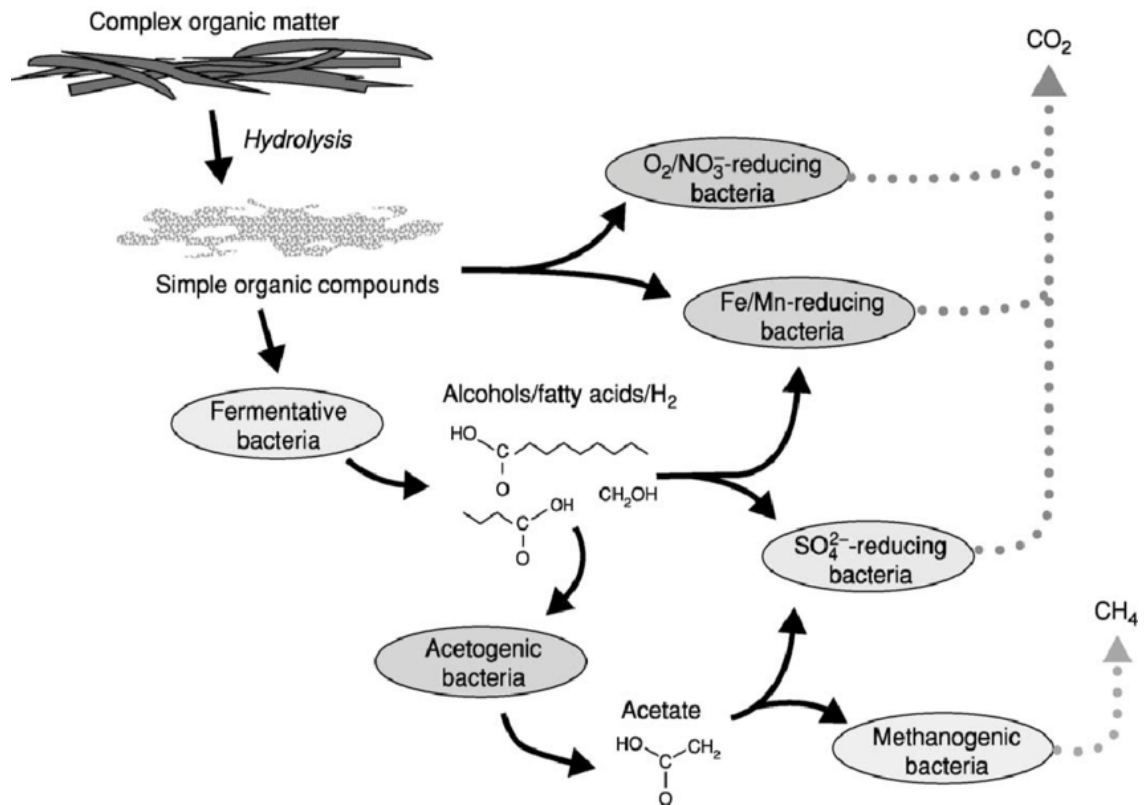 Complex organic matter
CO₂
Hydrolysis
O₂/NO₃⁻-reducing
bacteria
Simple organic compounds
Fe/Mn-reducing
bacteria
Fermentative
bacteria
Alcohols/fatty acids/H₂
HO
C
O
CH₂OH
OH
C
O
SO₄²⁻-reducing
bacteria
CH₄
Acetogenic
bacteria
Acetate
HO
C
CH₂
O
Methanogenic
bacteria